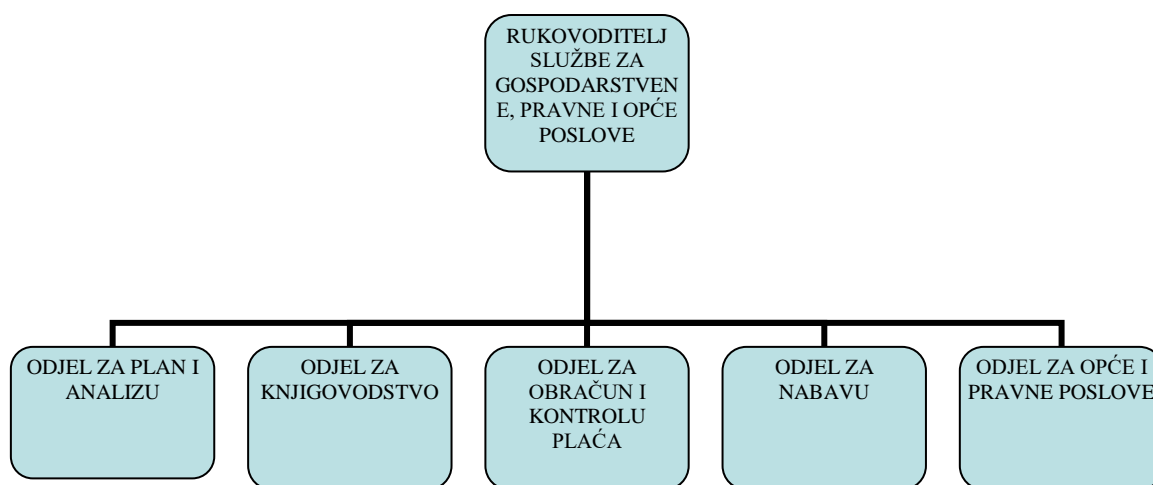 RUKOVODITELJ
SLUŽBE ZA
GOSPODARSTVEN
E, PRAVNE I OPĆE
POSLOVE
ODJEL ZA PLAN I
ANALIZU
ODJEL ZA
KNJIGOVODSTVO
ODJEL ZA
OBRAČUN I
KONTROLU
PLAĆA
ODJEL ZA
NABAVU
ODJEL ZA OPĆE I
PRAVNE POSLOVE